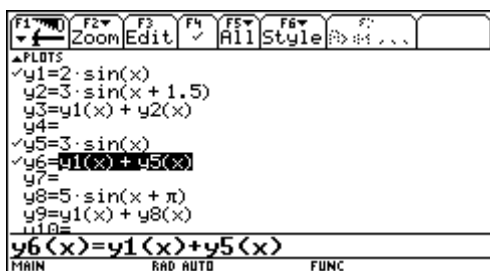 F1 F2 F3 F4 F5 F6 F7
Zoom Edit ✓ All Style
▲PLOTS
✓y1=2·sin(x)
y2=3·sin(x + 1.5)
y3=y1(x) + y2(x)
y4=
✓y5=3·sin(x)
✓y6=y1(x) + y5(x)
y7=
y8=5·sin(x + π)
y9=y1(x) + y8(x)
y10=
y6(x)=y1(x)+y5(x)
MAIN RAD AUTO FUNC